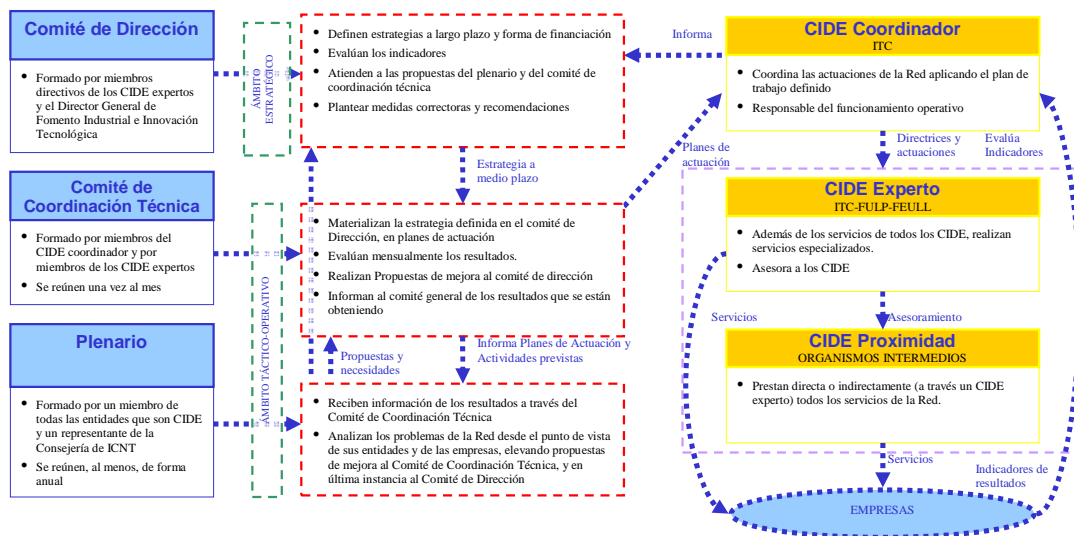 Comité de Dirección
• Formado por miembros
directivos de los CIDE expertos
y el Director General de
Fomento Industrial e Innovación
Tecnológica
Comité de
Coordinación Técnica
• Formado por miembros del
CIDE coordinador y por
miembros de los CIDE expertos
• Se reúnen una vez al mes
Plenario
• Formado por un miembro de
todas las entidades que son CIDE
y un representante de la
Consejería de ICNT
• Se reúnen, al menos, de forma
anual
ÁMBITO
ESTRATÉGICO
ÁMBITO TÁCTICO-OPERATIVO
• Definen estrategias a largo plazo y forma de financiación
• Evalúan los indicadores
• Atienden a las propuestas del plenario y del comité de
coordinación técnica
• Plantear medidas correctoras y recomendaciones
Estrategia a
medio plazo
• Materializan la estrategia definida en el comité de
Dirección, en planes de actuación
• Evalúan mensualmente los resultados.
• Realizan Propuestas de mejora al comité de dirección
• Informan al comité general de los resultados que se están
obteniendo
Propuestas y
necesidades
Informa Planes de Actuación y
Actividades previstas
• Reciben información de los resultados a través del
Comité de Coordinación Técnica
• Analizan los problemas de la Red desde el punto de vista
de sus entidades y de las empresas, elevando propuestas
de mejora al Comité de Coordinación Técnica, y en
última instancia al Comité de Dirección
Informa
Planes de
actuación
CIDE Coordinador
ITC
• Coordina las actuaciones de la Red aplicando el plan de
trabajo definido
• Responsable del funcionamiento operativo
Directrices y
actuaciones
Evalúa
Indicadores
CIDE Experto
ITC-FULP-FEULL
• Además de los servicios de todos los CIDE, realizan
servicios especializados.
• Asesora a los CIDE
Servicios
Asesoramiento
CIDE Proximidad
ORGANISMOS INTERMEDIOS
• Prestan directa o indirectamente (a través un CIDE
experto) todos los servicios de la Red.
Servicios
Indicadores de
resultados
EMPRESAS